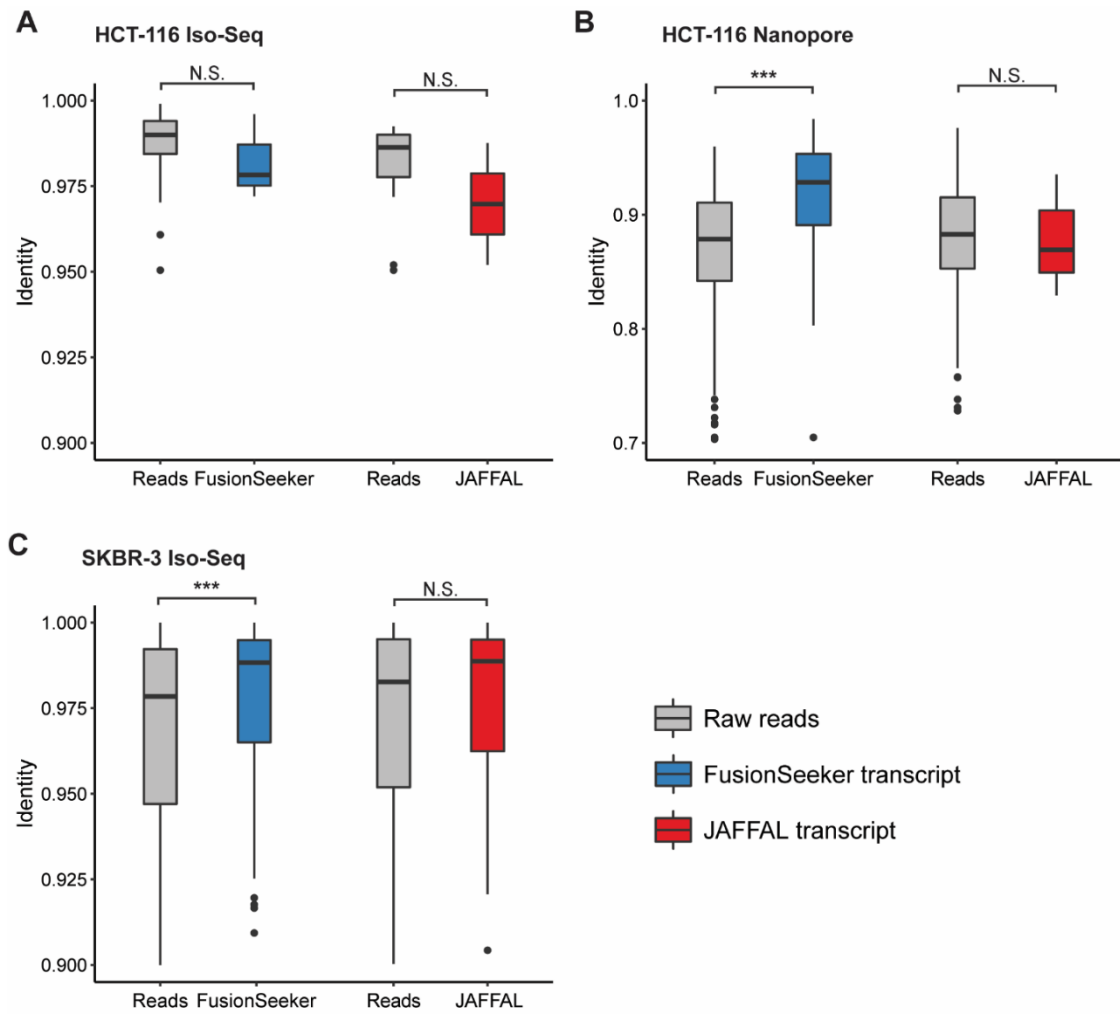 A
HCT-116 Iso-Seq
N.S.
N.S.
1.000
0.975
0.950
0.925
0.900
Identity
Reads FusionSeeker Reads JAFFAL
B
HCT-116 Nanopore
***
N.S.
1.0
0.9
0.8
0.7
Identity
Reads FusionSeeker Reads JAFFAL
C
SKBR-3 Iso-Seq
***
N.S.
1.000
0.975
0.950
0.925
0.900
Identity
Reads FusionSeeker Reads JAFFAL
Raw reads
FusionSeeker transcript
JAFFAL transcript